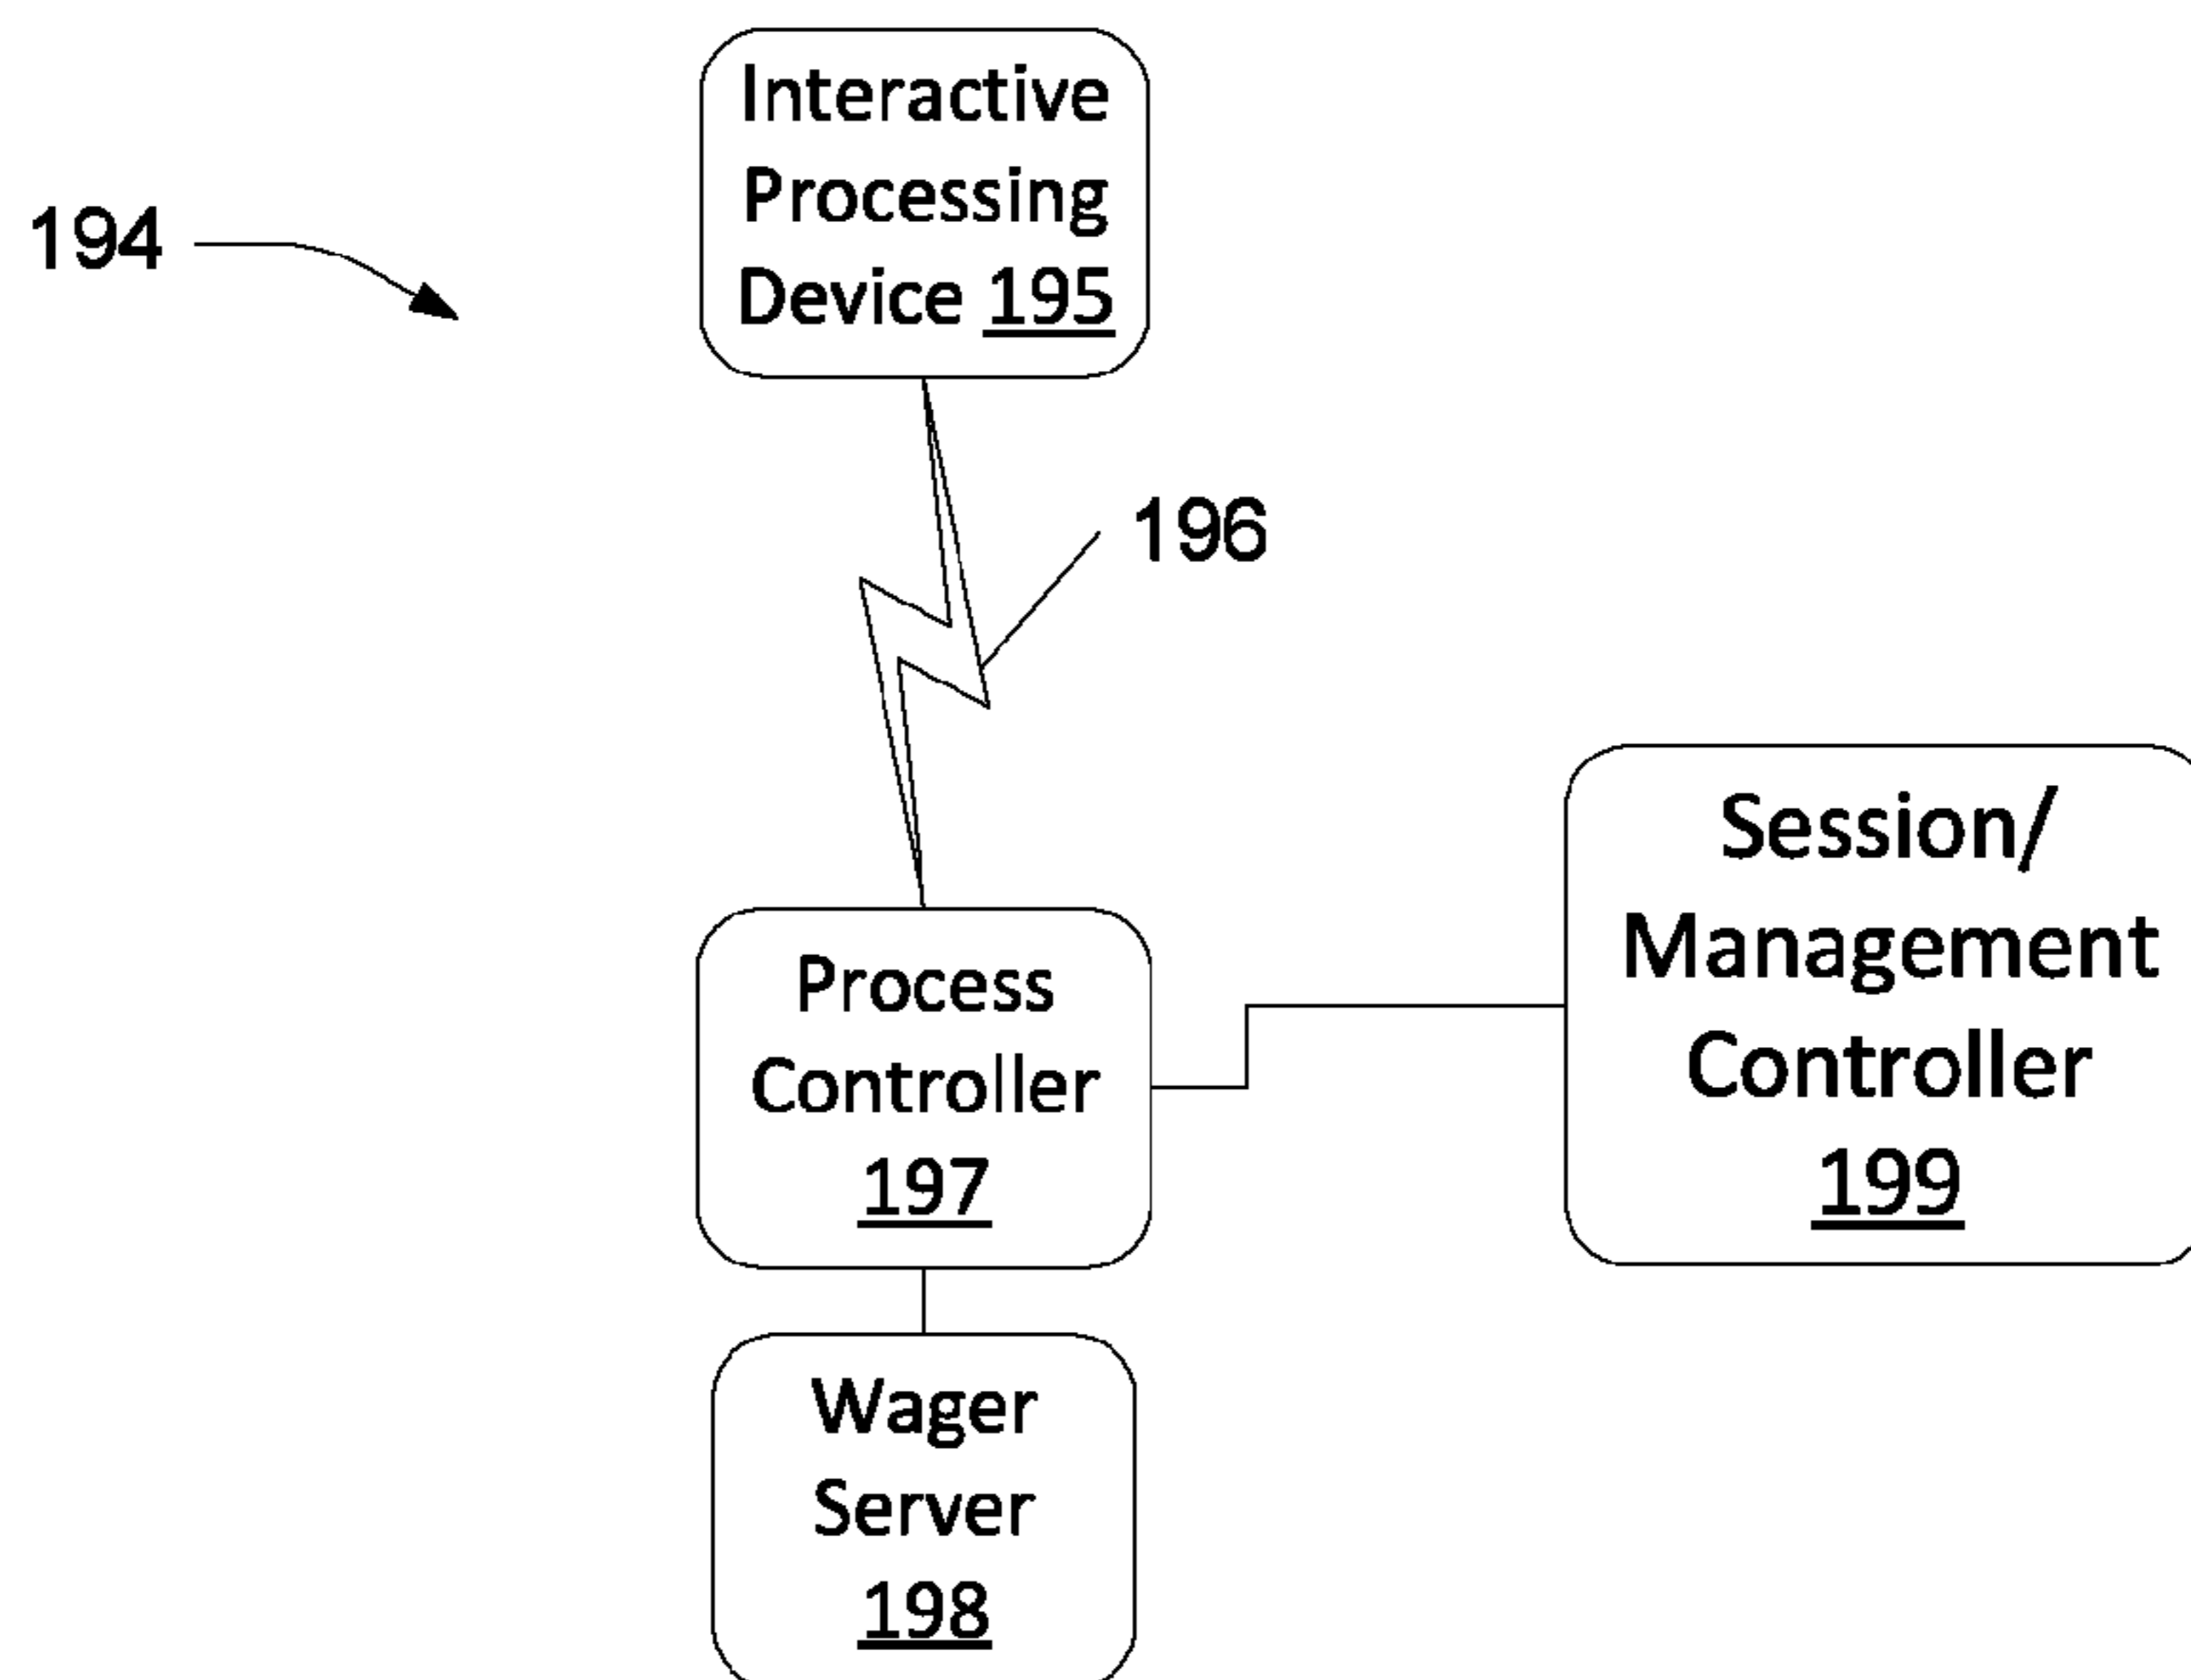 Interactive
Processing
Device 195
194
196
Process
Controller
197
Session/
Management
Controller
199
Wager
Server
198